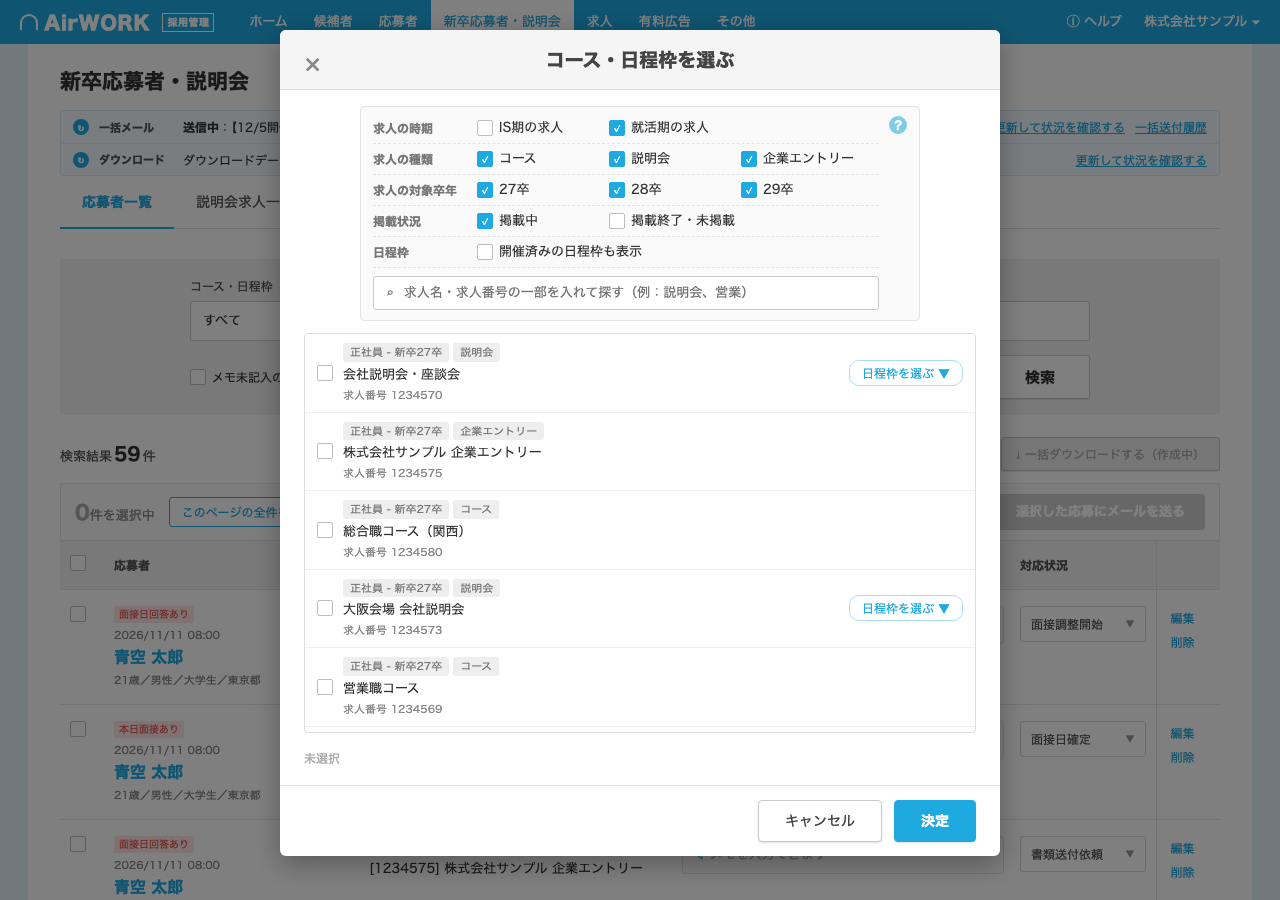 AirWORK 採用管理 ホーム 候補者 応募者 新卒応募者・説明会 求人 有料広告 その他 ヘルプ 株式会社サンプル
新卒応募者・説明会
一括メール 送信中：【12/5開
更新して状況を確認する 一括送付履歴
ダウンロード ダウンロードデー
更新して状況を確認する
応募者一覧 説明会求人一
コース・日程枠
すべて
メモ未記入の
検索
検索結果59件
↓一括ダウンロードする（作成中）
0件を選択中 このページの全件
選択した応募にメールを送る
応募者 対応状況
面接日回答あり
2026/11/11 08:00
青空 太郎
21歳／男性／大学生／東京都
面接調整開始 ▼
編集
削除
本日面接あり
2026/11/11 08:00
青空 太郎
21歳／男性／大学生／東京都
面接日確定 ▼
編集
削除
面接日回答あり
2026/11/11 08:00
青空 太郎
[1234575] 株式会社サンプル 企業エントリー
書類送付依頼 ▼
編集
削除
× コース・日程枠を選ぶ
求人の時期 IS期の求人 就活期の求人 ?
求人の種類 コース 説明会 企業エントリー
求人の対象卒年 27卒 28卒 29卒
掲載状況 掲載中 掲載終了・未掲載
日程枠 開催済みの日程枠も表示
求人名・求人番号の一部を入れて探す（例：説明会、営業）
正社員 - 新卒27卒 説明会
会社説明会・座談会
求人番号 1234570
日程枠を選ぶ ▼
正社員 - 新卒27卒 企業エントリー
株式会社サンプル 企業エントリー
求人番号 1234575
正社員 - 新卒27卒 コース
総合職コース（関西）
求人番号 1234580
正社員 - 新卒27卒 説明会
大阪会場 会社説明会
求人番号 1234573
日程枠を選ぶ ▼
正社員 - 新卒27卒 コース
営業職コース
求人番号 1234569
未選択
キャンセル 決定